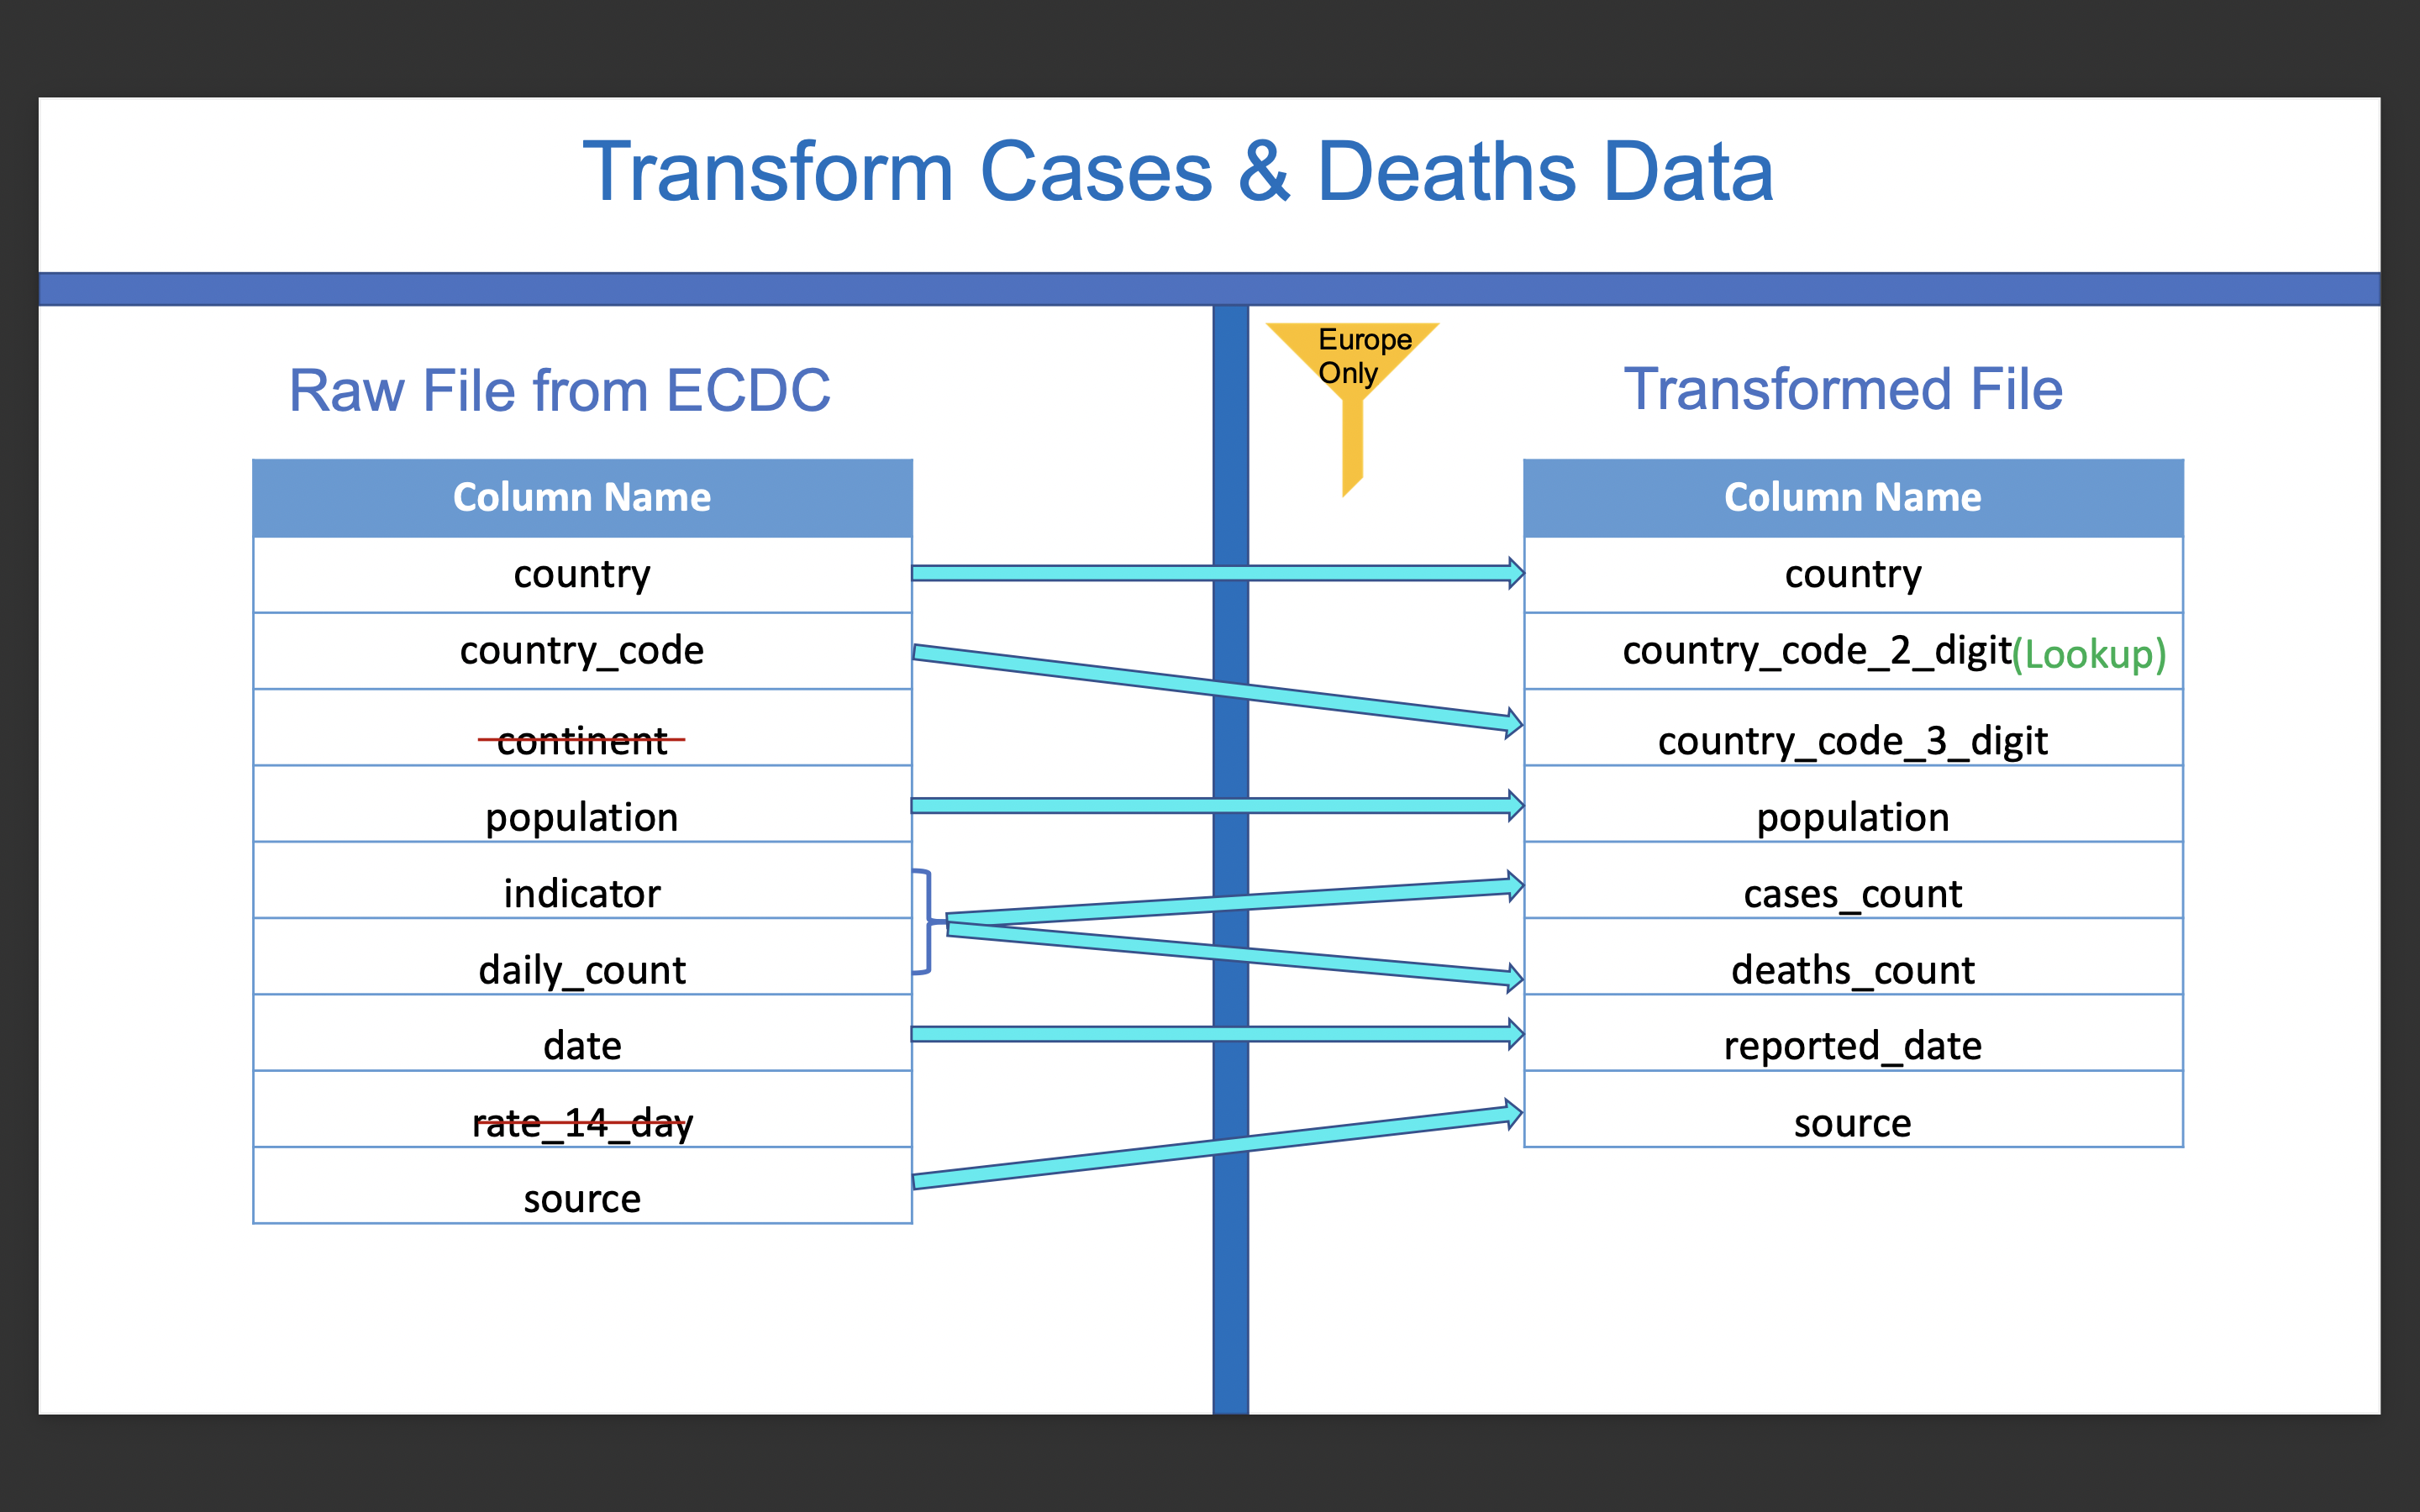 Transform Cases & Deaths Data
Raw File from ECDC
Column Name
country
country_code
continent
population
indicator
daily_count
date
rate_14_day
source
Europe
Only
Transformed File
Column Name
country
country_code_2_digit(Lookup)
country_code_3_digit
population
cases_count
deaths_count
reported_date
source